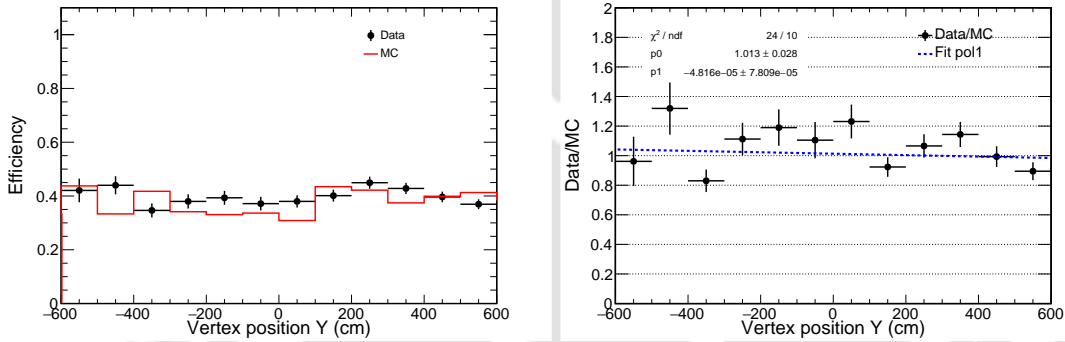 1
0.8
0.6
0.4
0.2
0
Efficiency
Data
MC
−600 −400 −200 0 200 400 600
Vertex position Y (cm)
2
1.8
1.6
1.4
1.2
1
0.8
0.6
0.4
0.2
0
Data/MC
χ² / ndf 24 / 10
p0 1.013 ± 0.028
p1 −4.816e−05 ± 7.809e−05
Data/MC
Fit pol1
−600 −400 −200 0 200 400 600
Vertex position Y (cm)